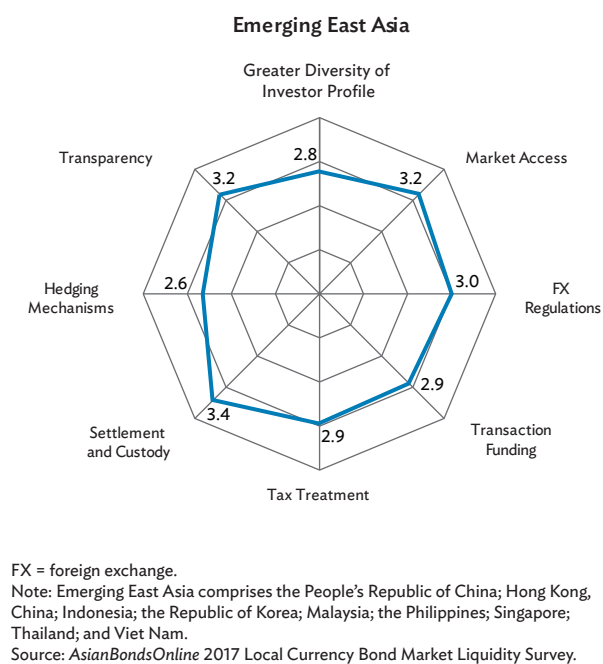 Emerging East Asia
Greater Diversity of
Investor Profile
2.8
Transparency
3.2
3.2
Market Access
Hedging
Mechanisms
2.6
3.0
FX
Regulations
2.9
3.4
2.9
Settlement
and Custody
Transaction
Funding
Tax Treatment
FX = foreign exchange.
Note: Emerging East Asia comprises the People's Republic of China; Hong Kong,
China; Indonesia; the Republic of Korea; Malaysia; the Philippines; Singapore;
Thailand; and Viet Nam.
Source: AsianBondsOnline 2017 Local Currency Bond Market Liquidity Survey.